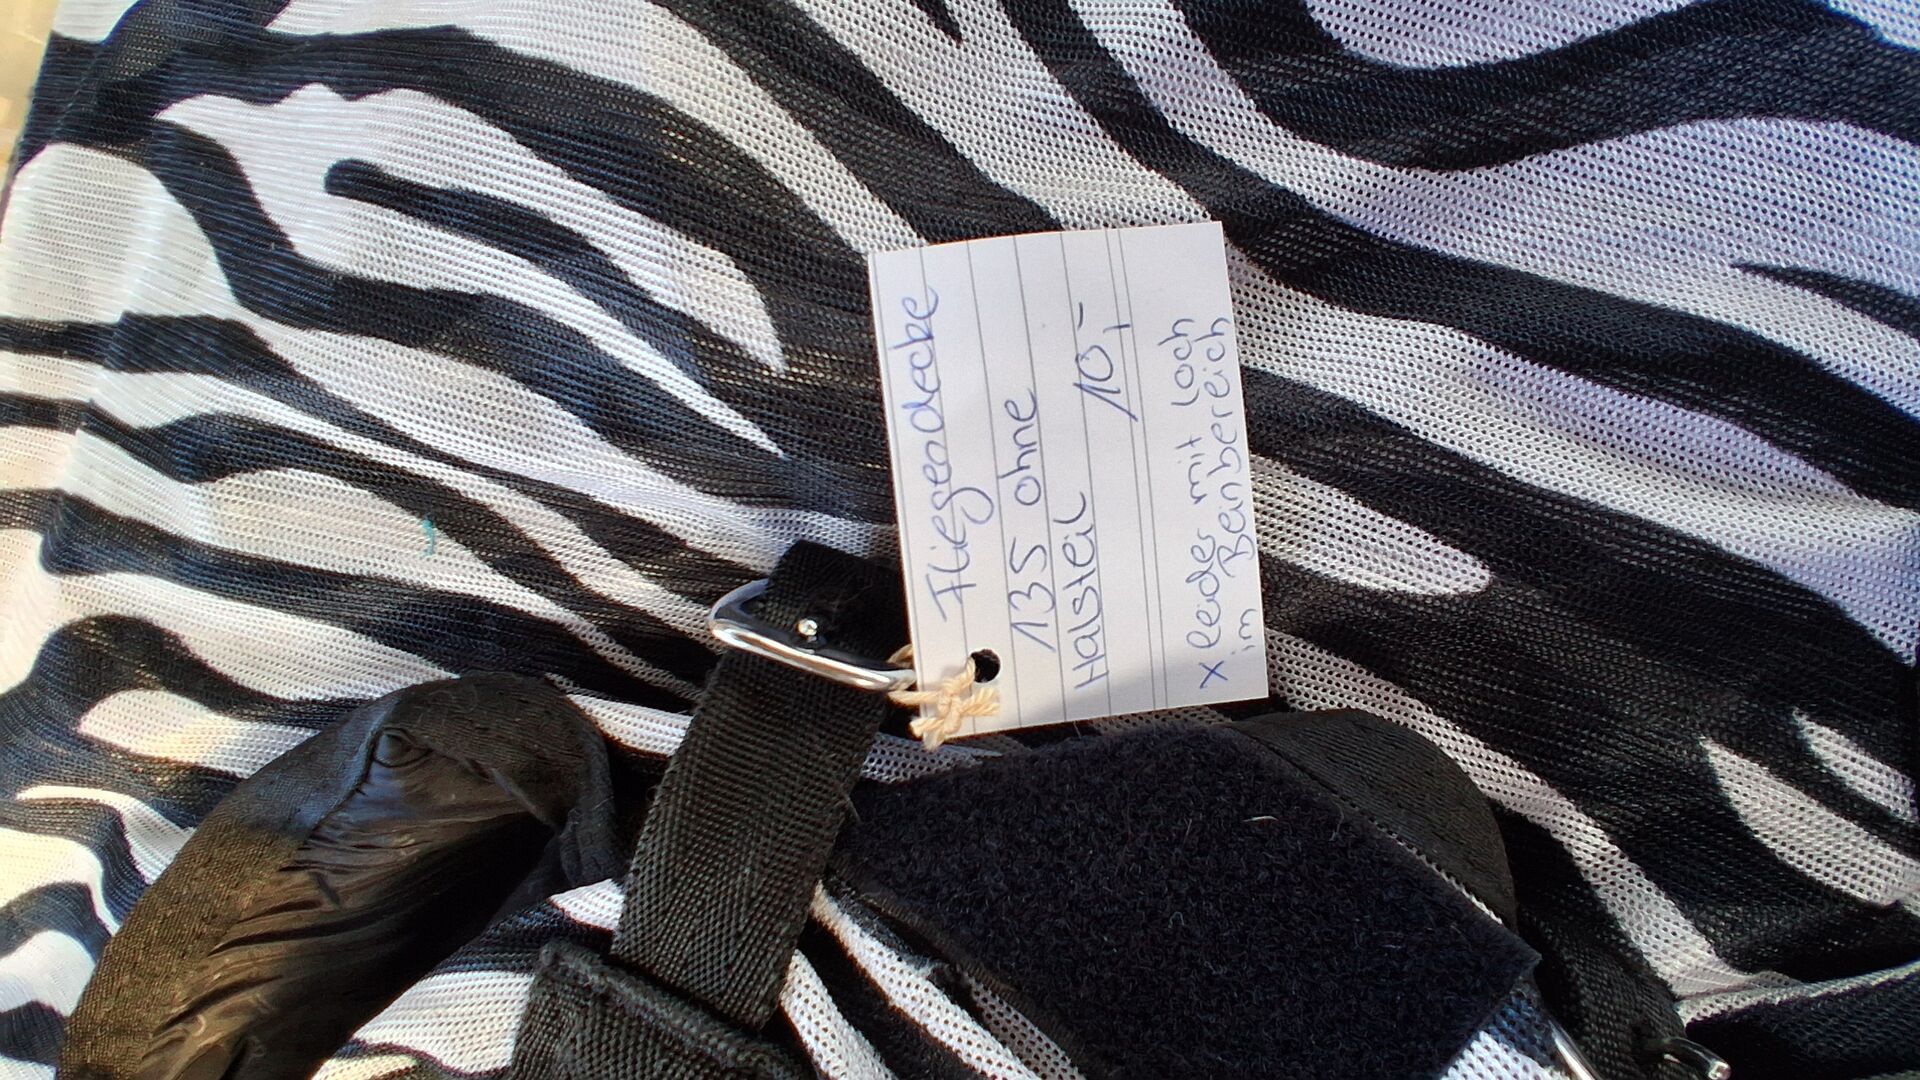 Fliegendecke
135 ohne
Halsteil 10,-
x leider mit Loch
im Beinbereich